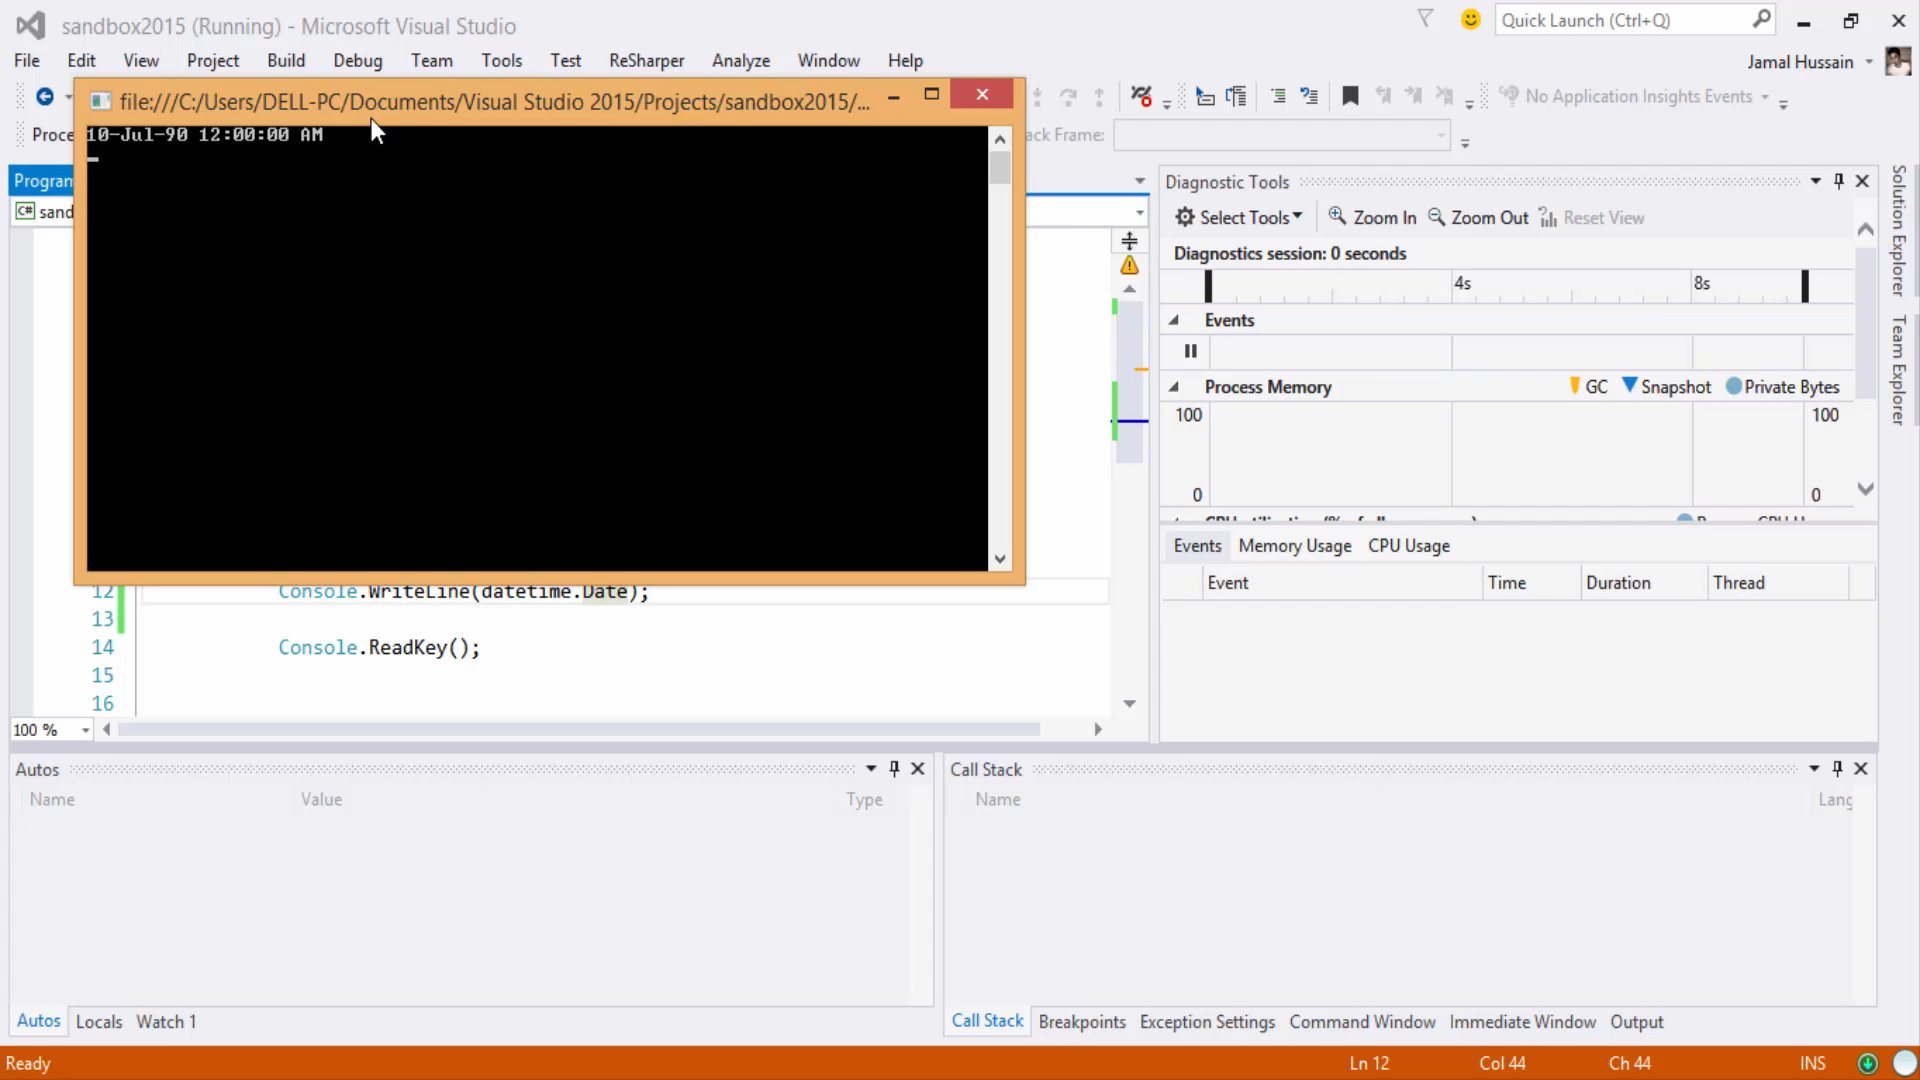 sandbox2015 (Running) - Microsoft Visual Studio
Quick Launch (Ctrl+Q)
File Edit View Project Build Debug Team Tools Test ReSharper Analyze Window Help
Jamal Hussain
file:///C:/Users/DELL-PC/Documents/Visual Studio 2015/Projects/sandbox2015/...
No Application Insights Events
Proce
ack Frame:
10-Jul-90 12:00:00 AM
Program
C# sand
Diagnostic Tools
Select Tools Zoom In Zoom Out Reset View
Diagnostics session: 0 seconds
4s 8s
Events
Process Memory GC Snapshot Private Bytes
100 100
0 0
Events Memory Usage CPU Usage
Event Time Duration Thread
Solution Explorer
Team Explorer
12 Console.WriteLine(datetime.Date);
13
14 Console.ReadKey();
15
16
100 %
Autos
Name Value Type
Call Stack
Name Lang
Autos Locals Watch 1
Call Stack Breakpoints Exception Settings Command Window Immediate Window Output
Ready Ln 12 Col 44 Ch 44 INS